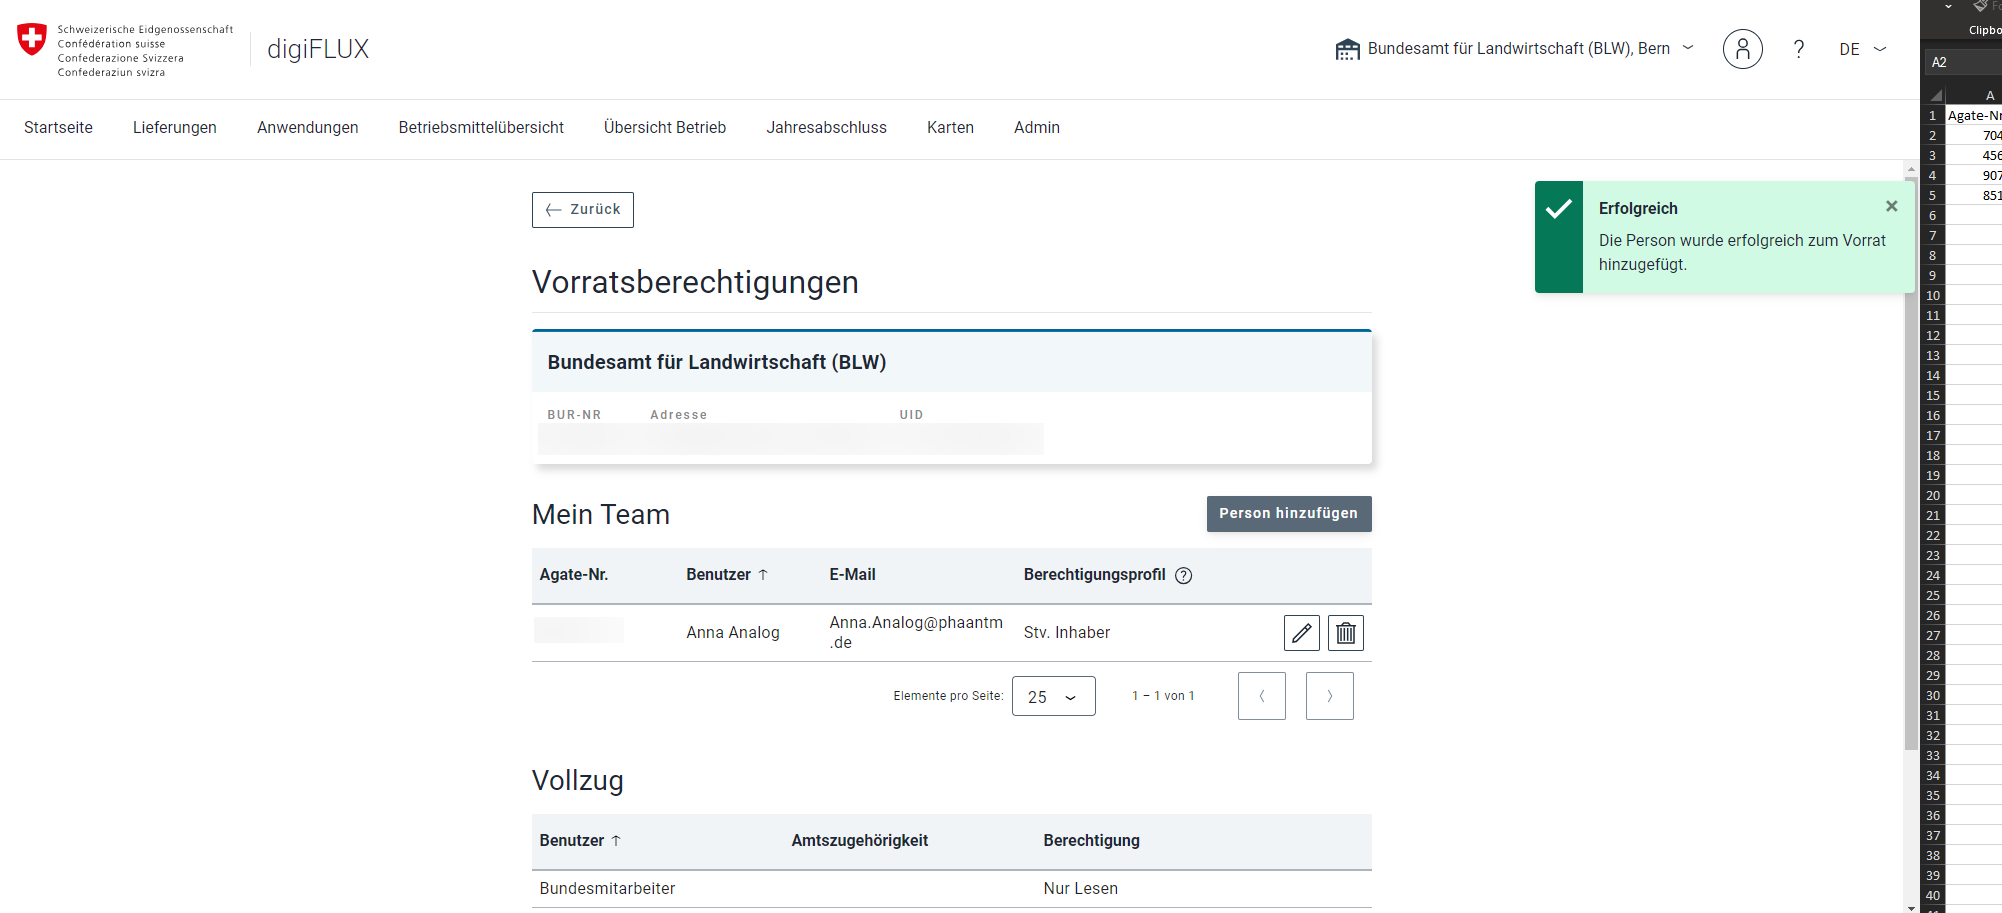 Schweizerische Eidgenossenschaft
Confédération suisse
Confederazione Svizzera
Confederaziun svizra
digiFLUX
Bundesamt für Landwirtschaft (BLW), Bern
?
DE
Startseite
Lieferungen
Anwendungen
Betriebsmittelübersicht
Übersicht Betrieb
Jahresabschluss
Karten
Admin
Zurück
Erfolgreich
Die Person wurde erfolgreich zum Vorrat
hinzugefügt.
Vorratsberechtigungen
Bundesamt für Landwirtschaft (BLW)
BUR-NR Adresse UID
Mein Team
Person hinzufügen
Agate-Nr. Benutzer E-Mail Berechtigungsprofil ?
Anna Analog
Anna.Analog@phaantm
.de
Stv. Inhaber
Elemente pro Seite: 25 1 – 1 von 1
Vollzug
Benutzer Amtszugehörigkeit Berechtigung
Bundesmitarbeiter Nur Lesen
A2
A
1 Agate-Nr
2 704
3 456
4 907
5 851
6
7
8
9
10
11
12
13
14
15
16
17
18
19
20
21
22
23
24
25
26
27
28
29
30
31
32
33
34
35
36
37
38
39
40